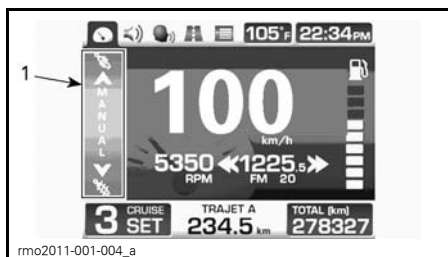 105°F 22:34PM
1
MANUAL
100
km/h
5350 1225.5
RPM FM 20
3 CRUISE SET
TRAJET A
234.5 km
TOTAL (km)
278327
rmo2011-001-004_a